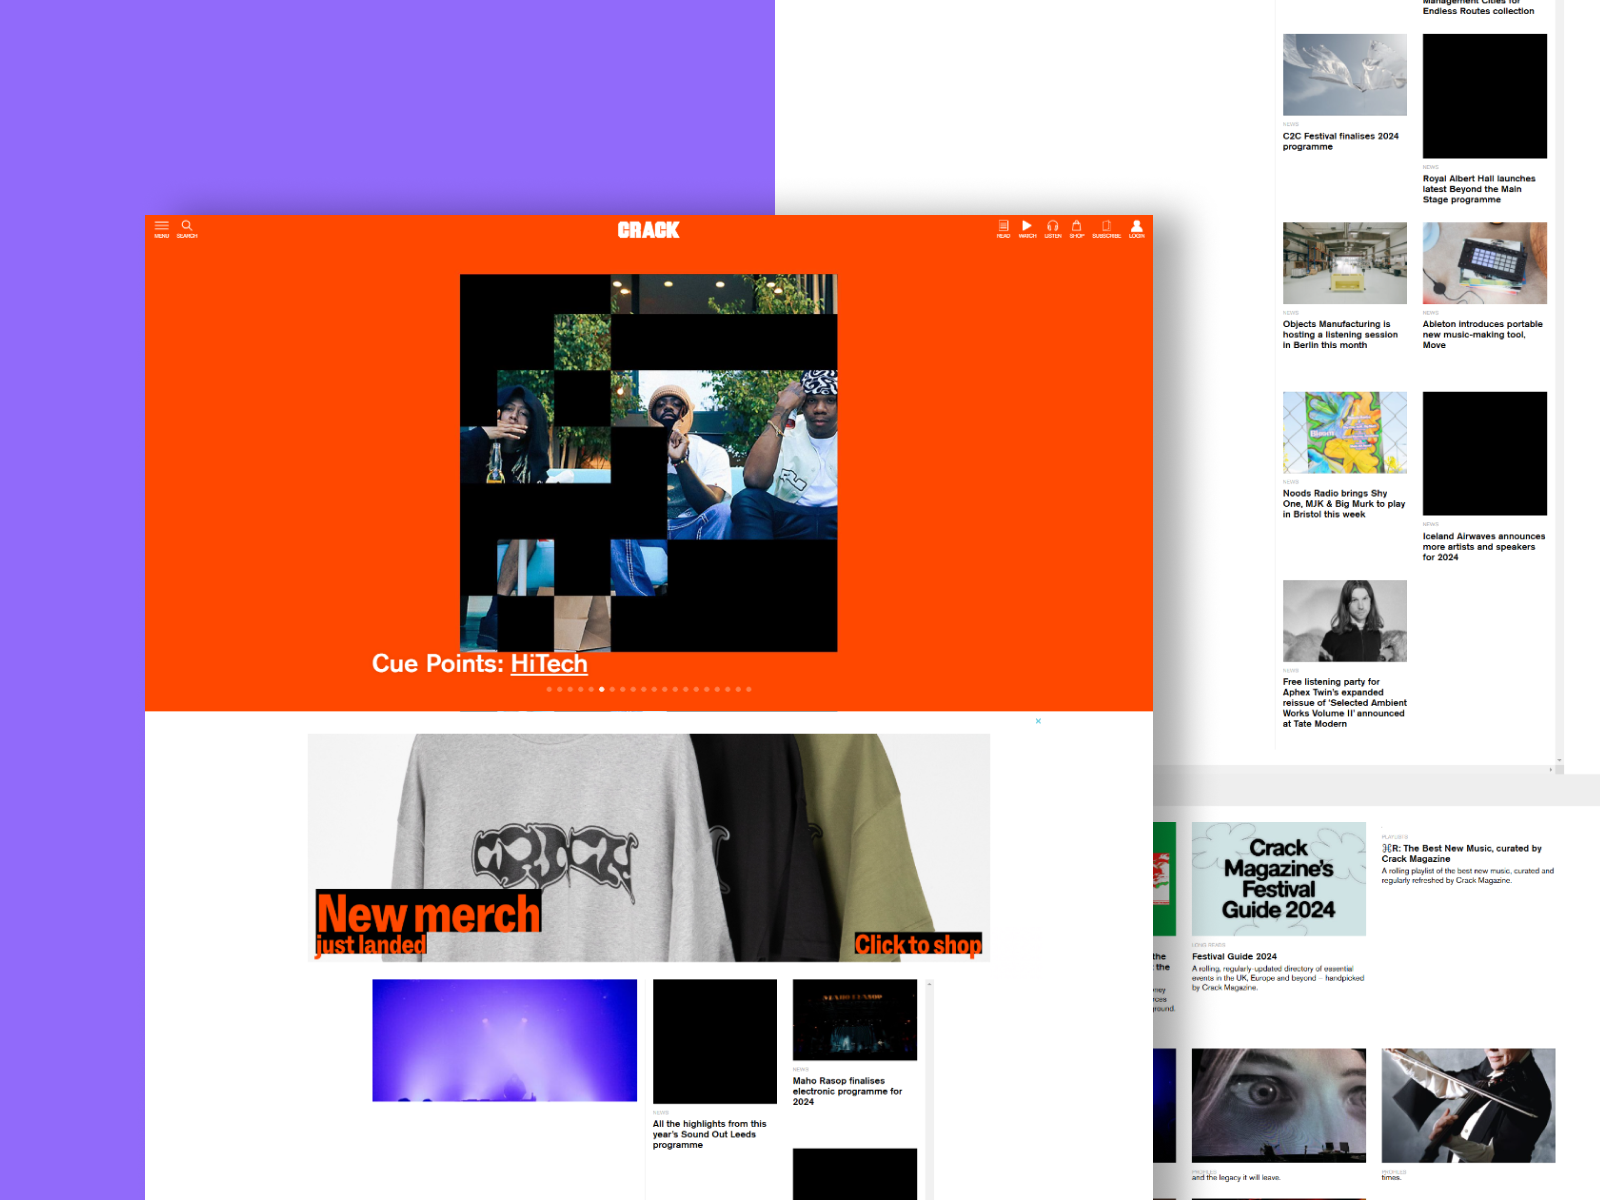 MENU
SEARCH
CRACK
READ
WATCH
LISTEN
SHOP
SUBSCRIBE
LOGIN
Cue Points: HiTech
New merch
just landed
Click to shop
NEWS
All the highlights from this
year's Sound Out Leeds
programme
NEWS
Maho Rasop finalises
electronic programme for
2024
Management Cities for
Endless Routes collection
NEWS
C2C Festival finalises 2024
programme
NEWS
Royal Albert Hall launches
latest Beyond the Main
Stage programme
NEWS
Objects Manufacturing is
hosting a listening session
in Berlin this month
NEWS
Ableton introduces portable
new music-making tool,
Move
NEWS
Noods Radio brings Shy
One, MJK & Big Murk to play
in Bristol this week
NEWS
Iceland Airwaves announces
more artists and speakers
for 2024
NEWS
Free listening party for
Aphex Twin's expanded
reissue of 'Selected Ambient
Works Volume II' announced
at Tate Modern
the
the
ground.
Crack
Magazine's
Festival
Guide 2024
LONG READS
Festival Guide 2024
A rolling, regularly-updated directory of essential
events in the UK, Europe and beyond – handpicked
by Crack Magazine.
PLAYLISTS
R: The Best New Music, curated by
Crack Magazine
A rolling playlist of the best new music, curated and
regularly refreshed by Crack Magazine.
PROFILES
and the legacy it will leave.
PROFILES
times.